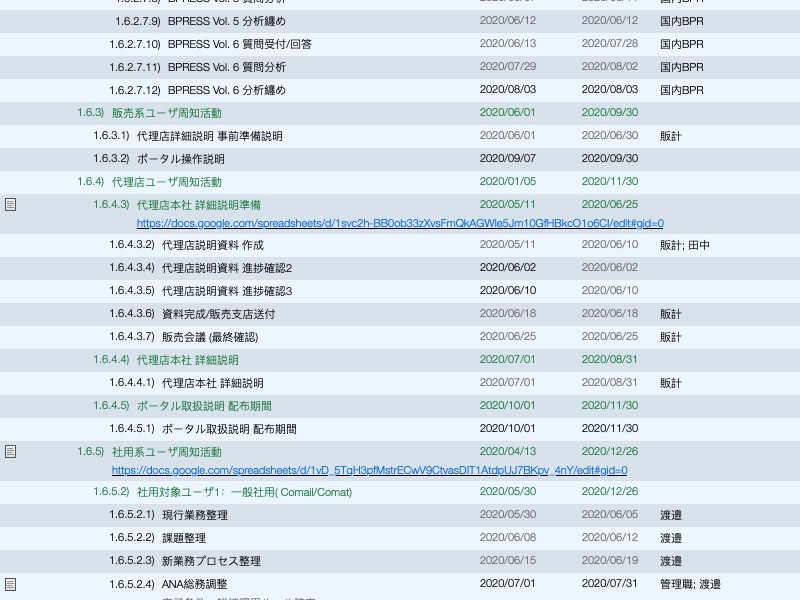 1.6.2.7.9) BPRESS Vol. 5 分析纏め 2020/06/12 2020/06/12 国内BPR
1.6.2.7.10) BPRESS Vol. 6 質問受付/回答 2020/06/13 2020/07/28 国内BPR
1.6.2.7.11) BPRESS Vol. 6 質問分析 2020/07/29 2020/08/02 国内BPR
1.6.2.7.12) BPRESS Vol. 6 分析纏め 2020/08/03 2020/08/03 国内BPR
1.6.3) 販売系ユーザ周知活動 2020/06/01 2020/09/30
1.6.3.1) 代理店詳細説明 事前準備説明 2020/06/01 2020/06/30 販計
1.6.3.2) ポータル操作説明 2020/09/07 2020/09/30
1.6.4) 代理店ユーザ周知活動 2020/01/05 2020/11/30
1.6.4.3) 代理店本社 詳細説明準備 2020/05/11 2020/06/25
https://docs.google.com/spreadsheets/d/1svc2h-BB0ob33zXvsFmQkAGWle5Jm10GfHBkcO1o6CI/edit#gid=0
1.6.4.3.2) 代理店説明資料 作成 2020/05/11 2020/06/10 販計; 田中
1.6.4.3.4) 代理店説明資料 進捗確認2 2020/06/02 2020/06/02
1.6.4.3.5) 代理店説明資料 進捗確認3 2020/06/10 2020/06/10
1.6.4.3.6) 資料完成/販売支店送付 2020/06/18 2020/06/18 販計
1.6.4.3.7) 販売会議 (最終確認) 2020/06/25 2020/06/25 販計
1.6.4.4) 代理店本社 詳細説明 2020/07/01 2020/08/31
1.6.4.4.1) 代理店本社 詳細説明 2020/07/01 2020/08/31 販計
1.6.4.5) ポータル取扱説明 配布期間 2020/10/01 2020/11/30
1.6.4.5.1) ポータル取扱説明 配布期間 2020/10/01 2020/11/30
1.6.5) 社用系ユーザ周知活動 2020/04/13 2020/12/26
https://docs.google.com/spreadsheets/d/1vD_5TqH3pfMstrECwV9CtvasDlT1AtdpUJ7BKpv_4nY/edit#gid=0
1.6.5.2) 社用対象ユーザ1：一般社用( Comail/Comat) 2020/05/30 2020/12/26
1.6.5.2.1) 現行業務整理 2020/05/30 2020/06/05 渡邉
1.6.5.2.2) 課題整理 2020/06/08 2020/06/12 渡邉
1.6.5.2.3) 新業務プロセス整理 2020/06/15 2020/06/19 渡邉
1.6.5.2.4) ANA総務調整 2020/07/01 2020/07/31 管理職; 渡邉